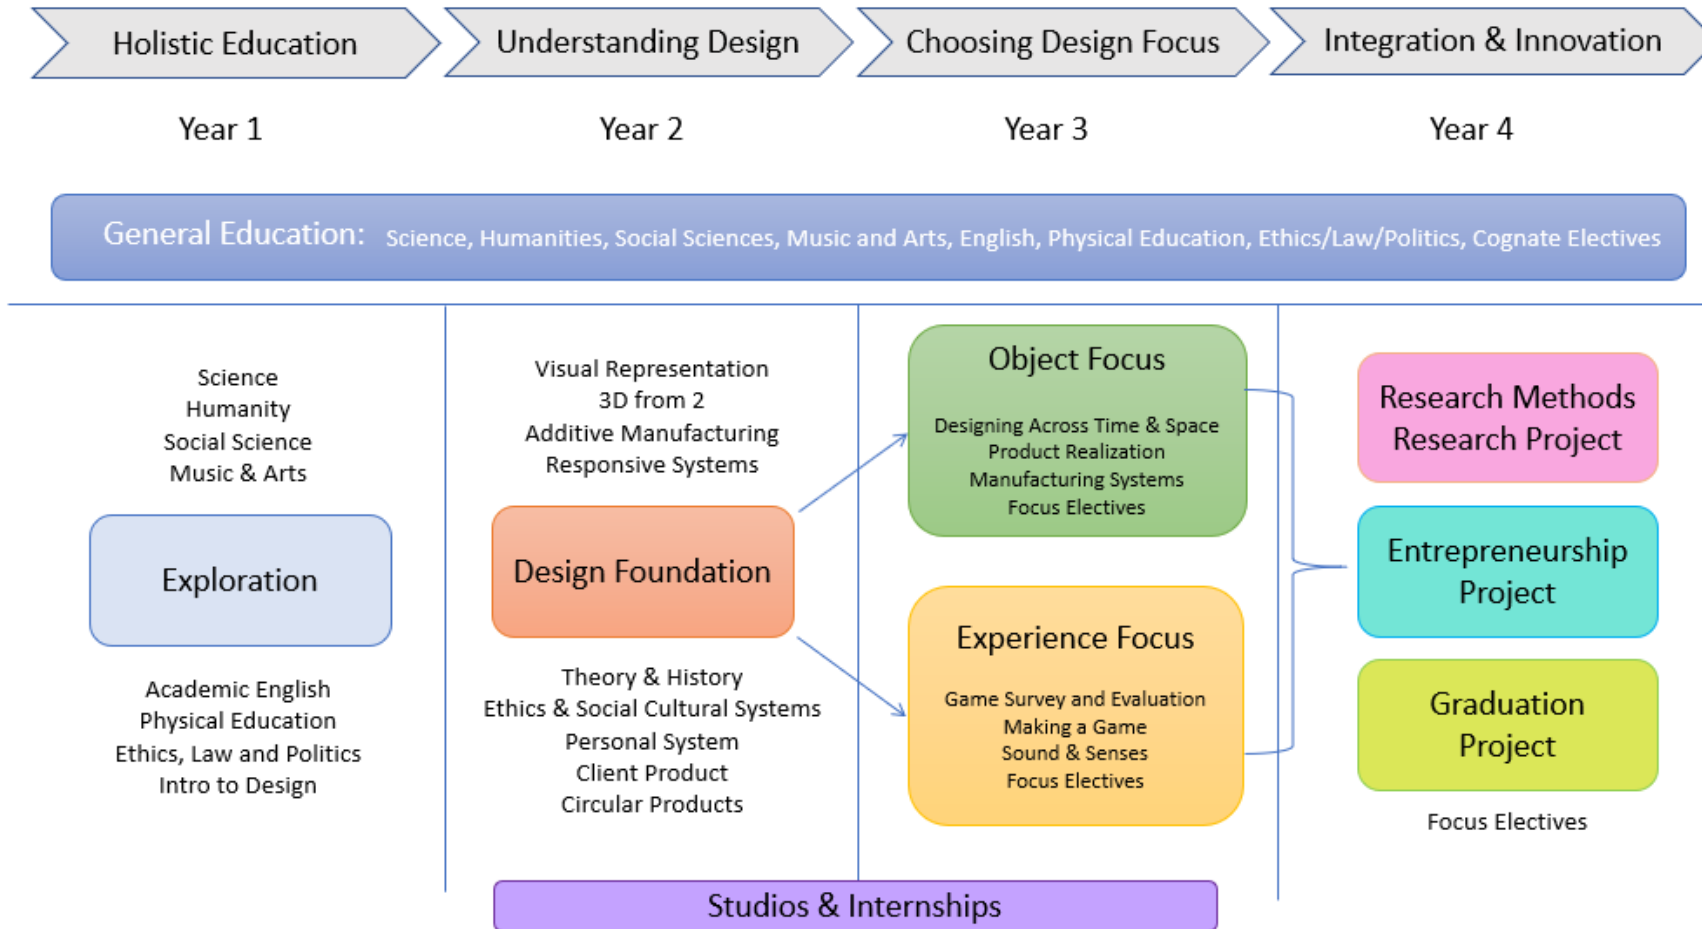 Holistic Education
Understanding Design
Choosing Design Focus
Integration & Innovation
Year 1
Year 2
Year 3
Year 4
General Education: Science, Humanities, Social Sciences, Music and Arts, English, Physical Education, Ethics/Law/Politics, Cognate Electives
Science
Humanity
Social Science
Music & Arts
Exploration
Academic English
Physical Education
Ethics, Law and Politics
Intro to Design
Visual Representation
3D from 2
Additive Manufacturing
Responsive Systems
Design Foundation
Theory & History
Ethics & Social Cultural Systems
Personal System
Client Product
Circular Products
Object Focus
Designing Across Time & Space
Product Realization
Manufacturing Systems
Focus Electives
Experience Focus
Game Survey and Evaluation
Making a Game
Sound & Senses
Focus Electives
Research Methods
Research Project
Entrepreneurship
Project
Graduation
Project
Focus Electives
Studios & Internships